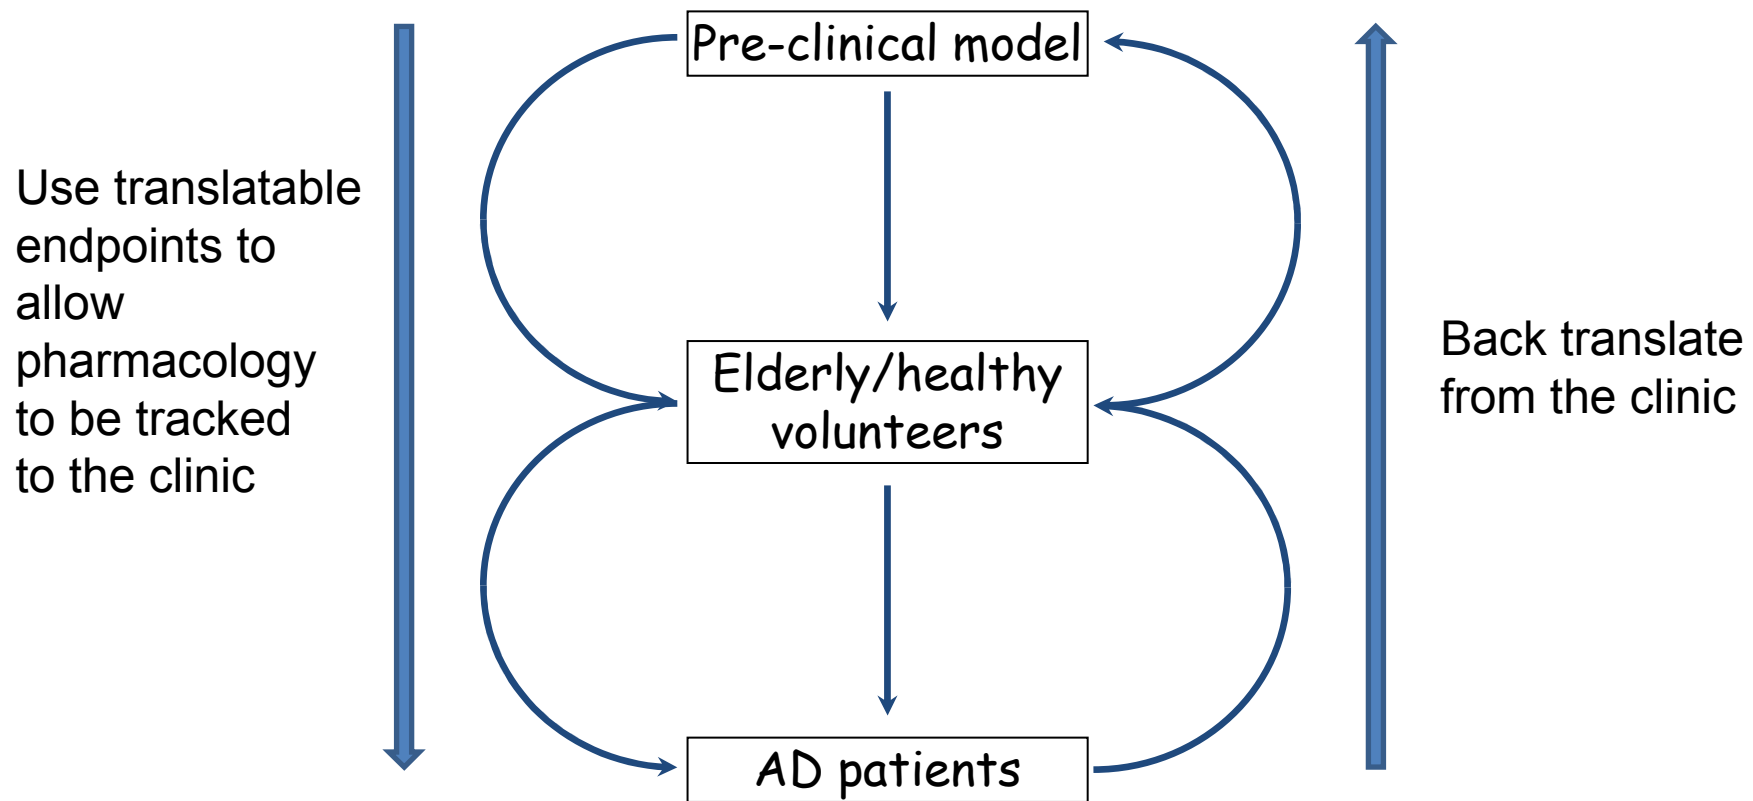 Pre-clinical model
Use translatable
endpoints to
allow
pharmacology
to be tracked
to the clinic
Elderly/healthy
volunteers
Back translate
from the clinic
AD patients